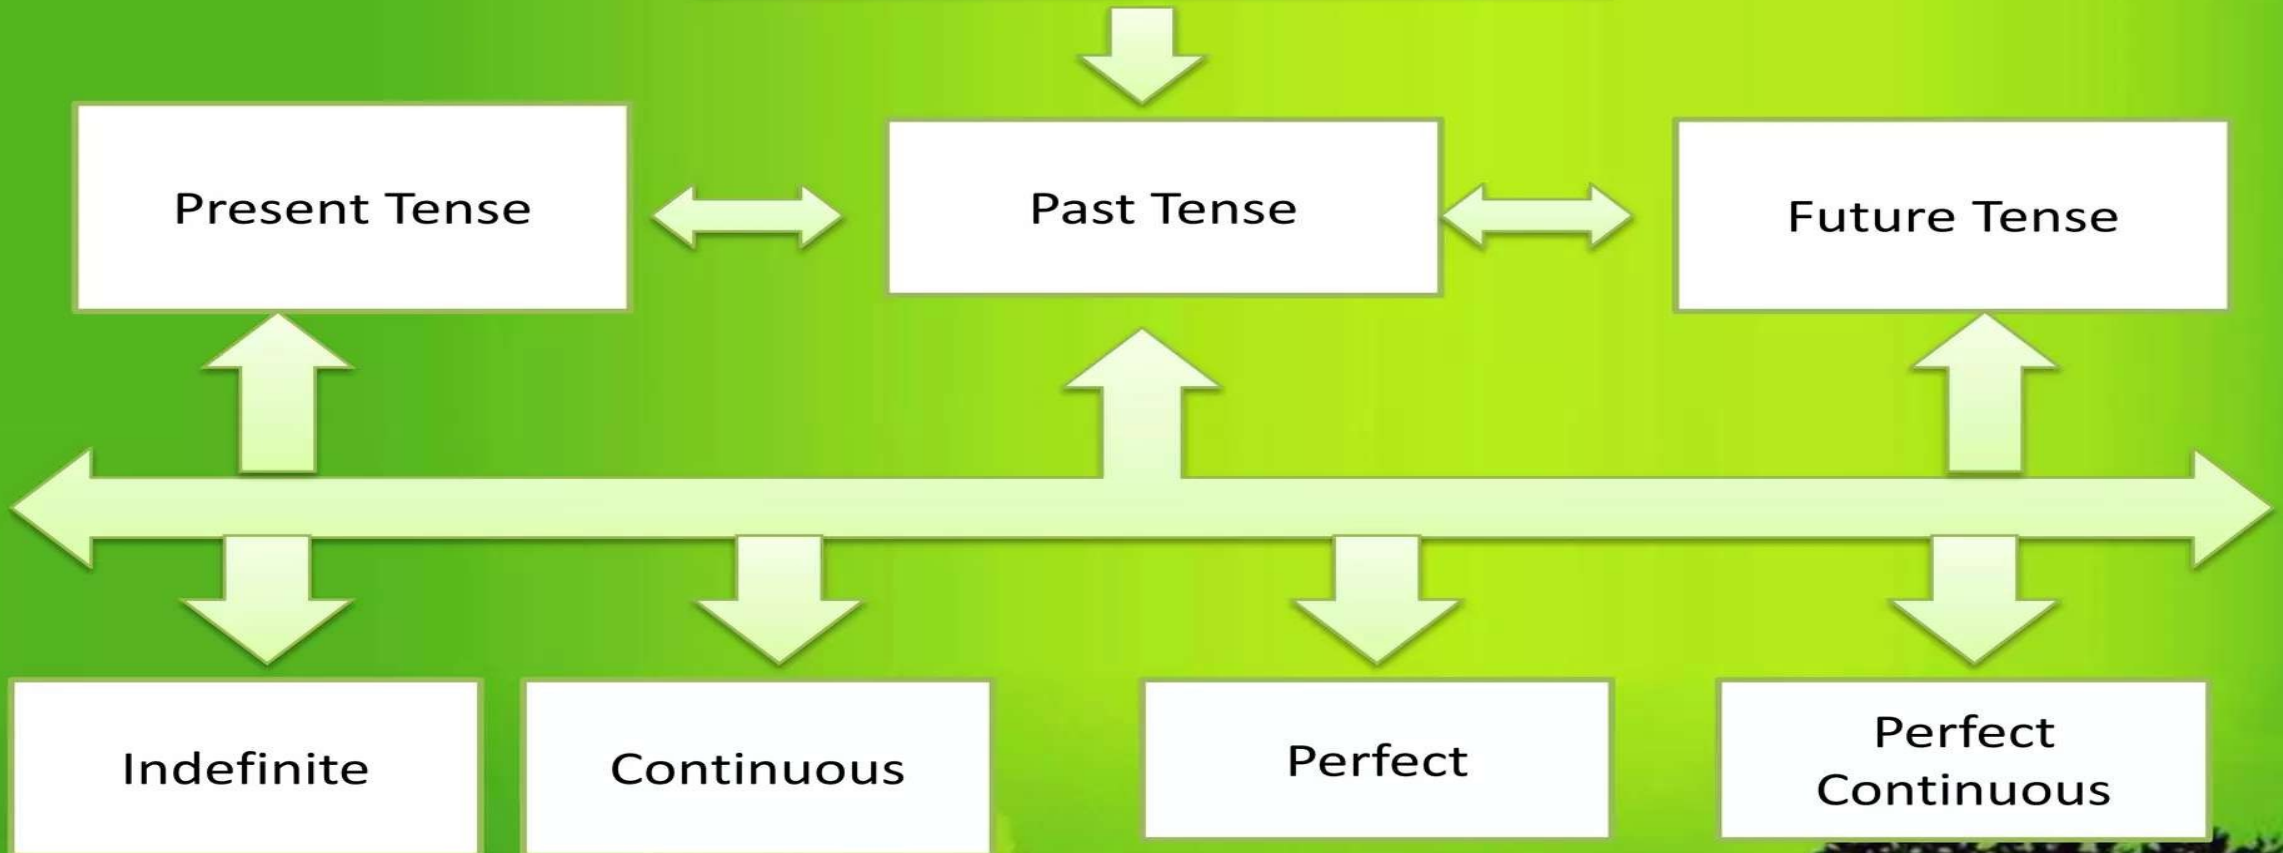 Present Tense
Past Tense
Future Tense
Indefinite
Continuous
Perfect
Perfect
Continuous